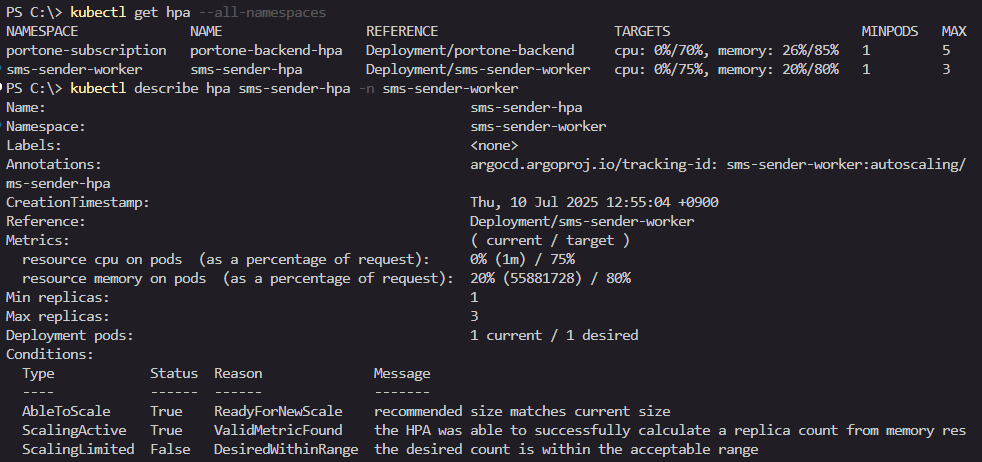 PS C:\> kubectl get hpa --all-namespaces
NAMESPACE NAME REFERENCE TARGETS MINPODS MAX
portone-subscription portone-backend-hpa Deployment/portone-backend cpu: 0%/70%, memory: 26%/85% 1 5
sms-sender-worker sms-sender-hpa Deployment/sms-sender-worker cpu: 0%/75%, memory: 20%/80% 1 3
PS C:\> kubectl describe hpa sms-sender-hpa -n sms-sender-worker
Name: sms-sender-hpa
Namespace: sms-sender-worker
Labels: <none>
Annotations: argocd.argoproj.io/tracking-id: sms-sender-worker:autoscaling/
ms-sender-hpa
CreationTimestamp: Thu, 10 Jul 2025 12:55:04 +0900
Reference: Deployment/sms-sender-worker
Metrics: ( current / target )
resource cpu on pods (as a percentage of request): 0% (1m) / 75%
resource memory on pods (as a percentage of request): 20% (55881728) / 80%
Min replicas: 1
Max replicas: 3
Deployment pods: 1 current / 1 desired
Conditions:
Type Status Reason Message
---- ------ ------ -------
AbleToScale True ReadyForNewScale recommended size matches current size
ScalingActive True ValidMetricFound the HPA was able to successfully calculate a replica count from memory res
ScalingLimited False DesiredWithinRange the desired count is within the acceptable range